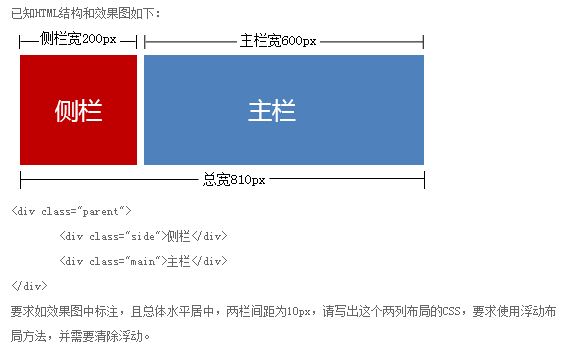 已知HTML结构和效果图如下:
侧栏宽200px 主栏宽600px
侧栏 主栏
总宽810px
<div class="parent">
<div class="side">侧栏</div>
<div class="main">主栏</div>
</div>
要求如效果图中标注，且总体水平居中，两栏间距为10px，请写出这个两列布局的CSS，要求使用浮动布
局方法，并需要清除浮动。